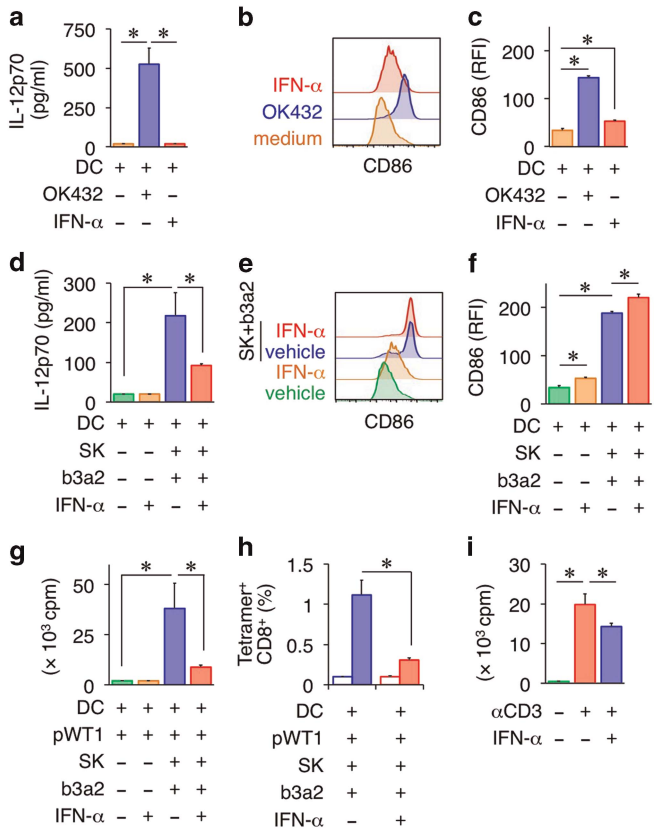 a
IL-12p70
(pg/ml)
750
500
250
0
* *
DC + + +
OK432 – + –
IFN-α – – +
b
IFN-α
OK432
medium
CD86
c
CD86 (RFI)
200
100
0
*
*
DC + + +
OK432 – + –
IFN-α – – +
d
IL-12p70 (pg/ml)
300
200
100
0
* *
DC + + + +
SK – – + +
b3a2 – – + +
IFN-α – + – +
e
SK+b3a2
IFN-α
vehicle
IFN-α
vehicle
CD86
f
CD86 (RFI)
200
100
0
*
*
*
DC + + + +
SK – – + +
b3a2 – – + +
IFN-α – + – +
g
(× 10³ cpm)
50
25
0
* *
DC + + + +
pWT1 + + + +
SK – – + +
b3a2 – – + +
IFN-α – + – +
h
Tetramer⁺
CD8⁺ (%)
1.5
1
0.5
0
*
DC + +
pWT1 + +
SK + +
b3a2 + +
IFN-α – +
i
(× 10³ cpm)
30
20
10
0
* *
αCD3 – + +
IFN-α – – +